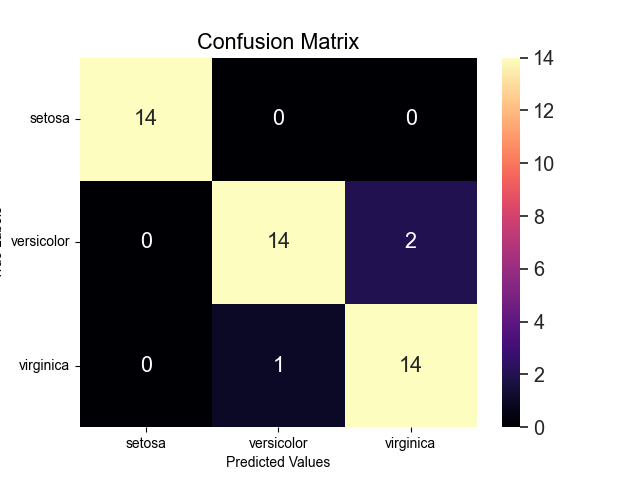 Confusion Matrix
setosa 14 0 0
versicolor 0 14 2
virginica 0 1 14
setosa versicolor virginica
Predicted Values
14
12
10
8
6
4
2
0